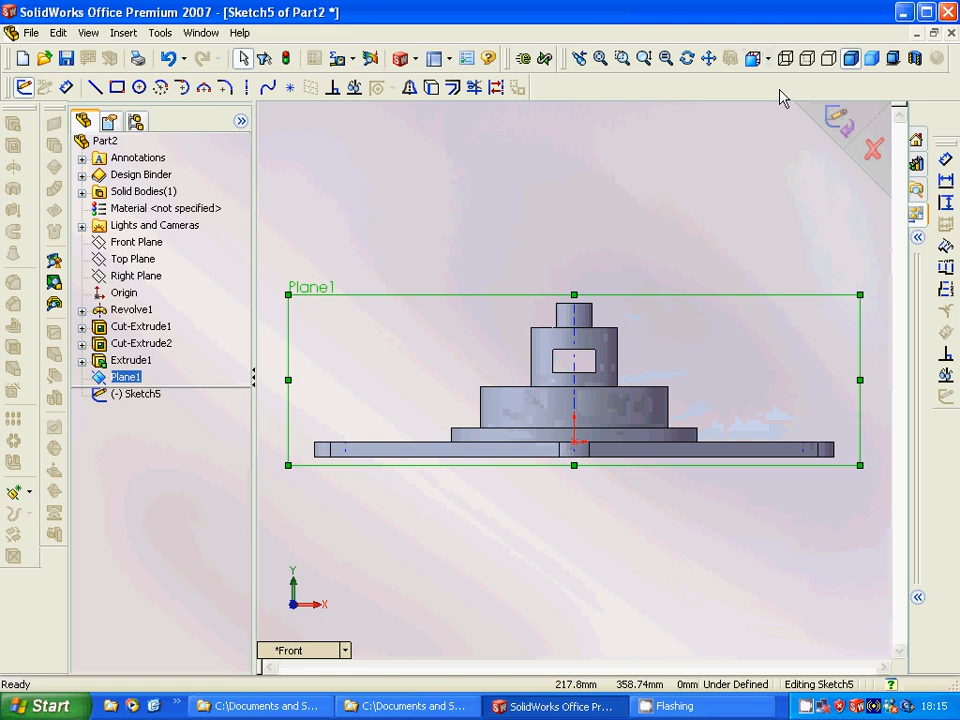 SolidWorks Office Premium 2007 - [Sketch5 of Part2 *]
File Edit View Insert Tools Window Help
Part2
Annotations
Design Binder
Solid Bodies(1)
Material <not specified>
Lights and Cameras
Front Plane
Top Plane
Right Plane
Origin
Revolve1
Cut-Extrude1
Cut-Extrude2
Extrude1
Plane1
(-) Sketch5
Plane1
Y
X
*Front
Ready 217.8mm 358.74mm 0mm Under Defined Editing Sketch5
Start C:\Documents and S... C:\Documents and S... SolidWorks Office Pr... Flashing 18:15